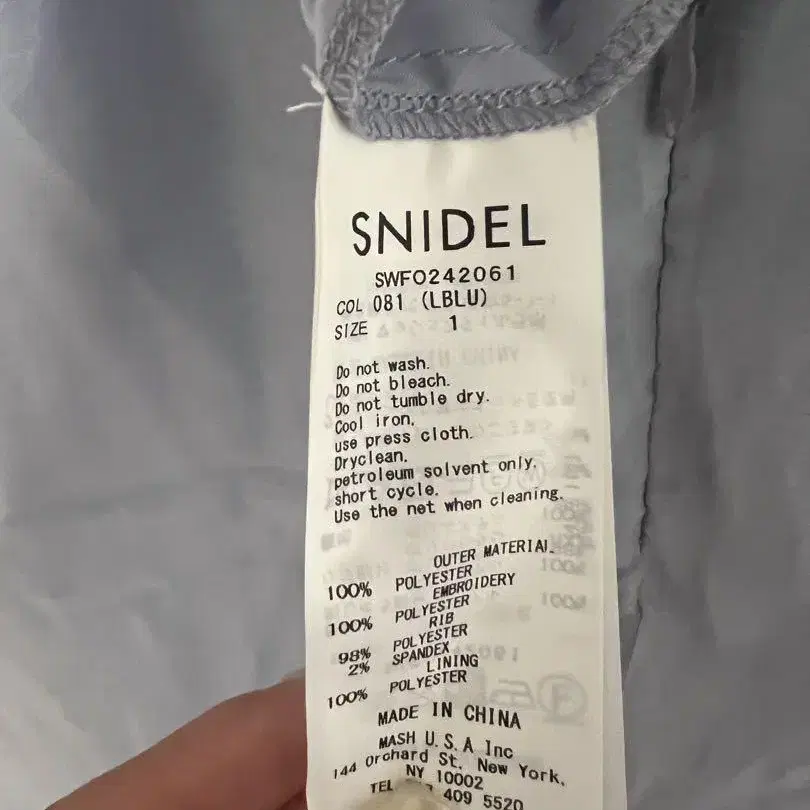 SNIDEL
SWFO242061
COL 081 (LBLU)
SIZE 1
Do not wash.
Do not bleach.
Do not tumble dry.
Cool iron.
use press cloth.
Dryclean.
petroleum solvent only.
short cycle.
Use the net when cleaning.
OUTER MATERIAL
100% POLYESTER
EMBROIDERY
100% POLYESTER
RIB
98% POLYESTER
2% SPANDEX
LINING
100% POLYESTER
MADE IN CHINA
MASH U.S.A Inc
144 Orchard St. New York.
NY 10002
TEL 409 5520